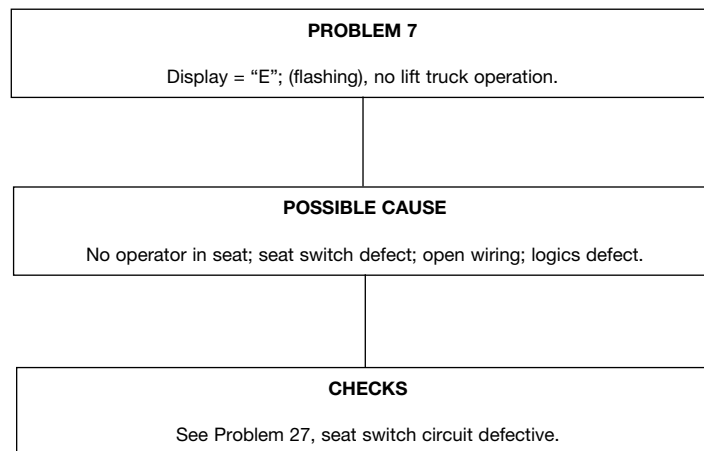 PROBLEM 7
Display = “E”; (flashing), no lift truck operation.
POSSIBLE CAUSE
No operator in seat; seat switch defect; open wiring; logics defect.
CHECKS
See Problem 27, seat switch circuit defective.